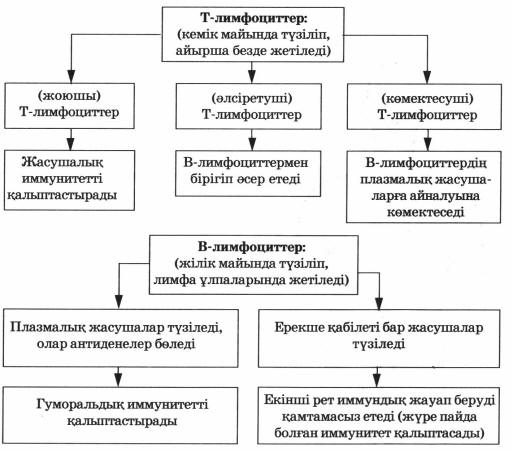 Т-лимфоциттер:
(кемік майында түзіліп,
айырша безде жетіледі)
(жоюшы)
Т-лимфоциттер
(әлсіретуші)
Т-лимфоциттер
(көмектесуші)
Т-лимфоциттер
Жасушалық
иммунитетті
қалыптастырады
В-лимфоциттермен
бірігіп әсер етеді
В-лимфоциттердің
плазмалық жасуша-
ларға айналуына
көмектеседі
В-лимфоциттер:
(жілік майында түзіліп,
лимфа ұлпаларында жетіледі)
Плазмалық жасушалар түзіледі,
олар антиденелер бөледі
Ерекше қабілеті бар жасушалар
түзіледі
Гуморальдық иммунитетті
қалыптастырады
Екінші рет иммундық жауап беруді
қамтамасыз етеді (жүре пайда
болған иммунитет қалыптасады)